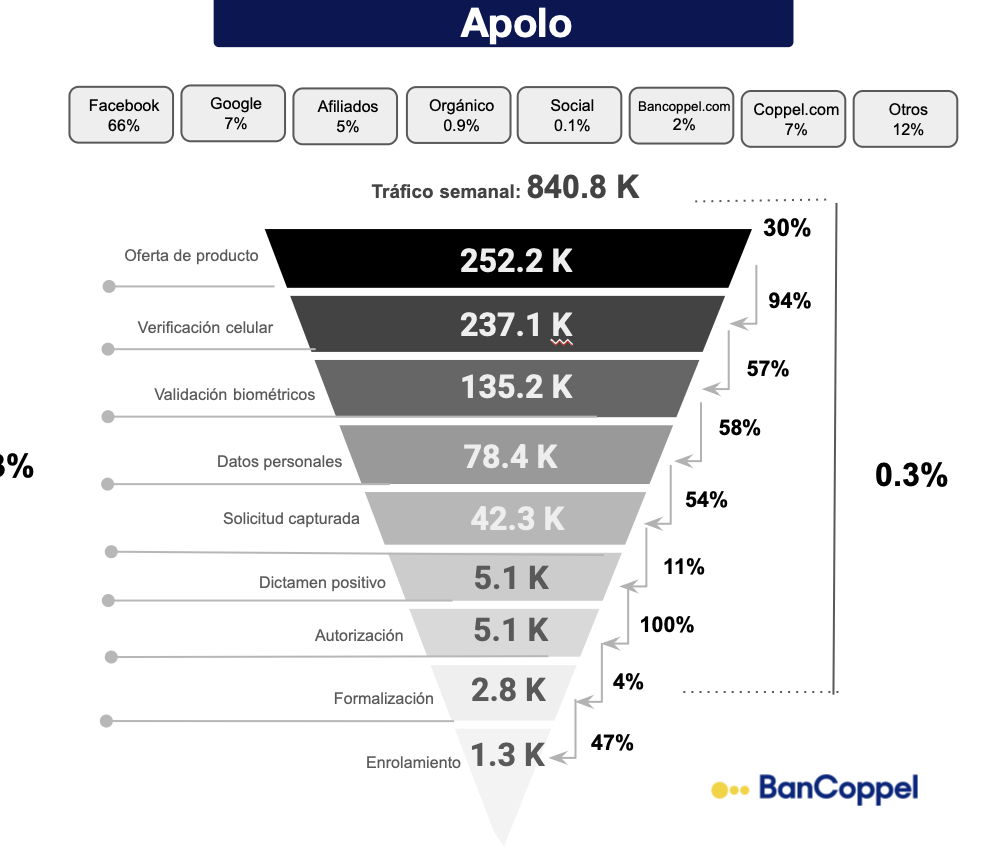 Apolo
Facebook
66%
Google
7%
Afiliados
5%
Orgánico
0.9%
Social
0.1%
Bancoppel.com
2%
Coppel.com
7%
Otros
12%
Tráfico semanal: 840.8 K
30%
Oferta de producto
252.2 K
94%
Verificación celular
237.1 K
57%
Validación biométricos
135.2 K
58%
Datos personales
78.4 K
3%
0.3%
54%
Solicitud capturada
42.3 K
11%
Dictamen positivo
5.1 K
100%
Autorización
5.1 K
4%
Formalización
2.8 K
47%
Enrolamiento
1.3 K
BanCoppel